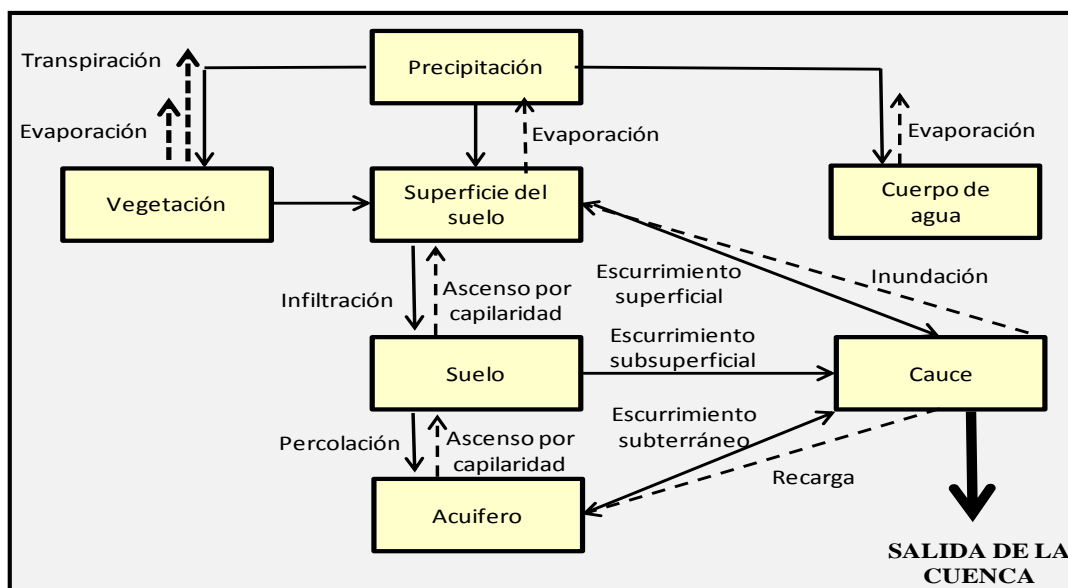 Transpiración
Precipitación
Evaporación
Evaporación
Evaporación
Vegetación
Superficie del
suelo
Cuerpo de
agua
Infiltración
Ascenso por
capilaridad
Escurrimiento
superficial
Inundación
Suelo
Escurrimiento
subsuperficial
Cauce
Percolación
Ascenso por
capilaridad
Escurrimiento
subterráneo
Recarga
Acuifero
SALIDA DE LA
CUENCA